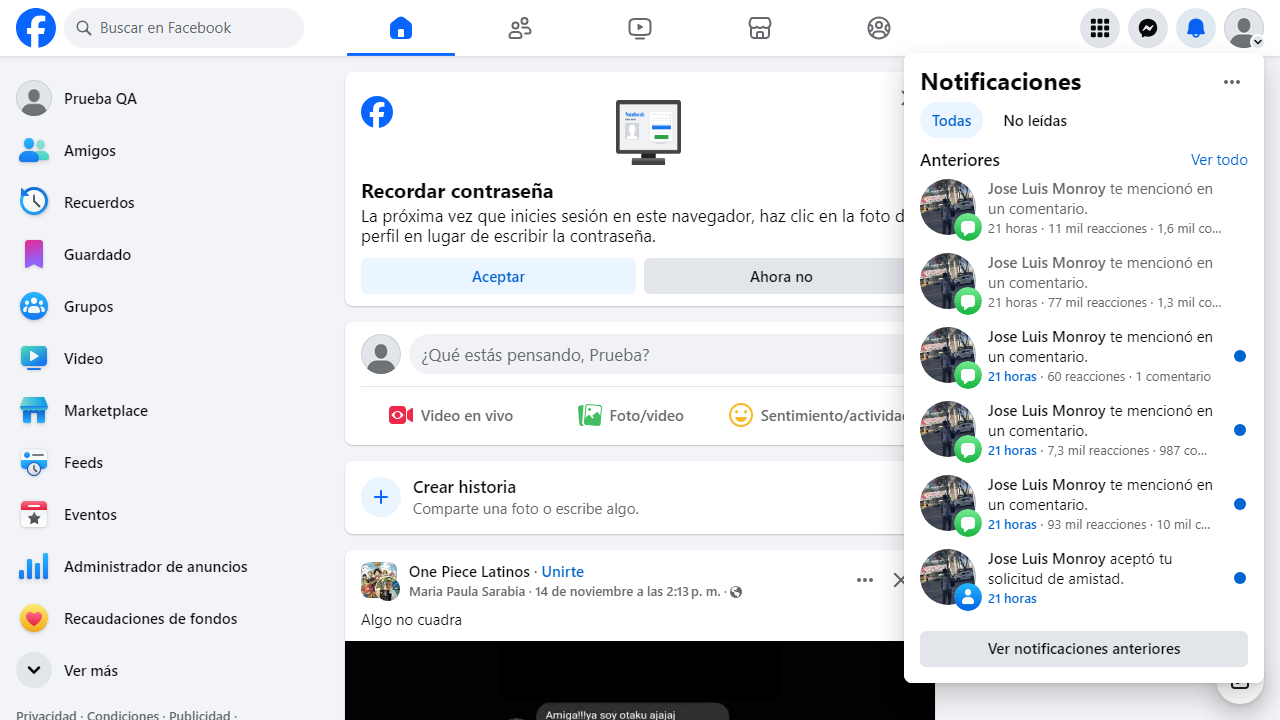 Buscar en Facebook
Prueba QA
Amigos
Recuerdos
Guardado
Grupos
Video
Marketplace
Feeds
Eventos
Administrador de anuncios
Recaudaciones de fondos
Ver más
Privacidad · Condiciones · Publicidad ·
facebook
Recordar contraseña
La próxima vez que inicies sesión en este navegador, haz clic en la foto d
perfil en lugar de escribir la contraseña.
Aceptar
Ahora no
¿Qué estás pensando, Prueba?
Video en vivo
Foto/video
Sentimiento/actividad
Crear historia
Comparte una foto o escribe algo.
One Piece Latinos · Unirte
Maria Paula Sarabia · 14 de noviembre a las 2:13 p. m. ·
Algo no cuadra
Amiga!!!ya soy otaku ajajaj
Notificaciones
Todas
No leídas
Anteriores
Ver todo
Jose Luis Monroy te mencionó en
un comentario.
21 horas · 11 mil reacciones · 1,6 mil co...
Jose Luis Monroy te mencionó en
un comentario.
21 horas · 77 mil reacciones · 1,3 mil co...
Jose Luis Monroy te mencionó en
un comentario.
21 horas · 60 reacciones · 1 comentario
Jose Luis Monroy te mencionó en
un comentario.
21 horas · 7,3 mil reacciones · 987 co...
Jose Luis Monroy te mencionó en
un comentario.
21 horas · 93 mil reacciones · 10 mil c...
Jose Luis Monroy aceptó tu
solicitud de amistad.
21 horas
Ver notificaciones anteriores